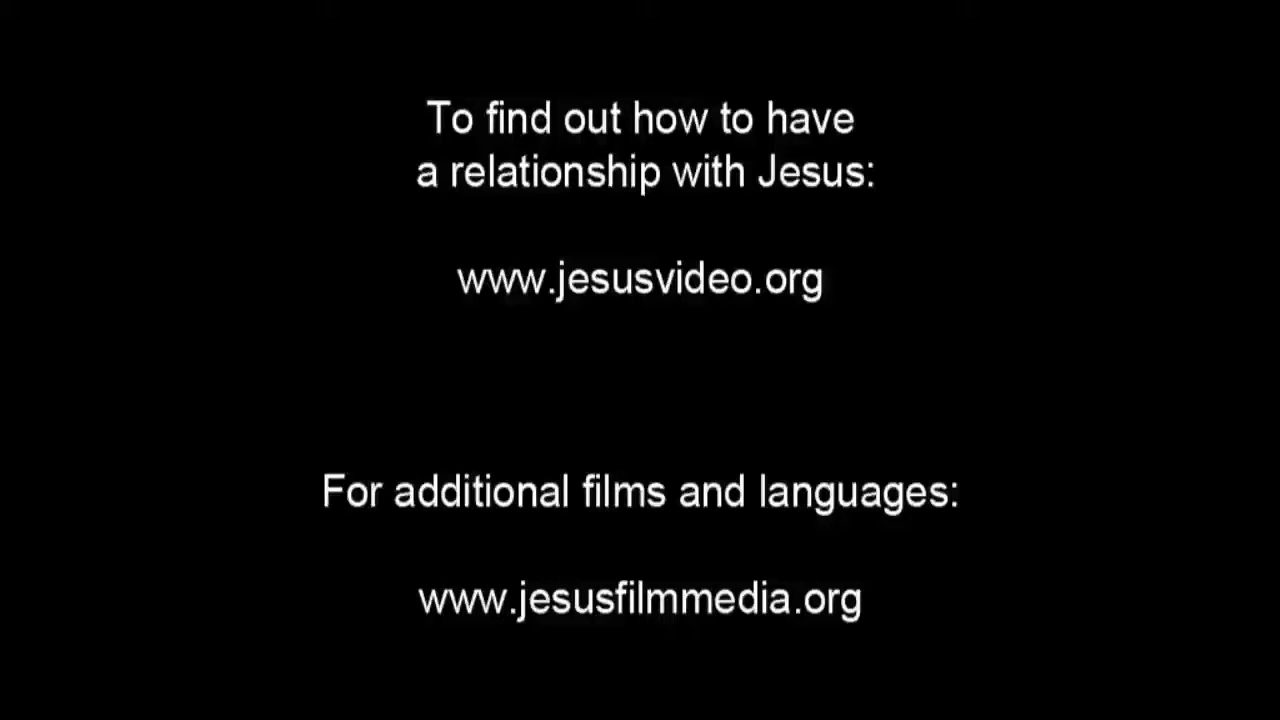 To find out how to have
a relationship with Jesus:
www.jesusvideo.org
For additional films and languages:
www.jesusfilmmedia.org